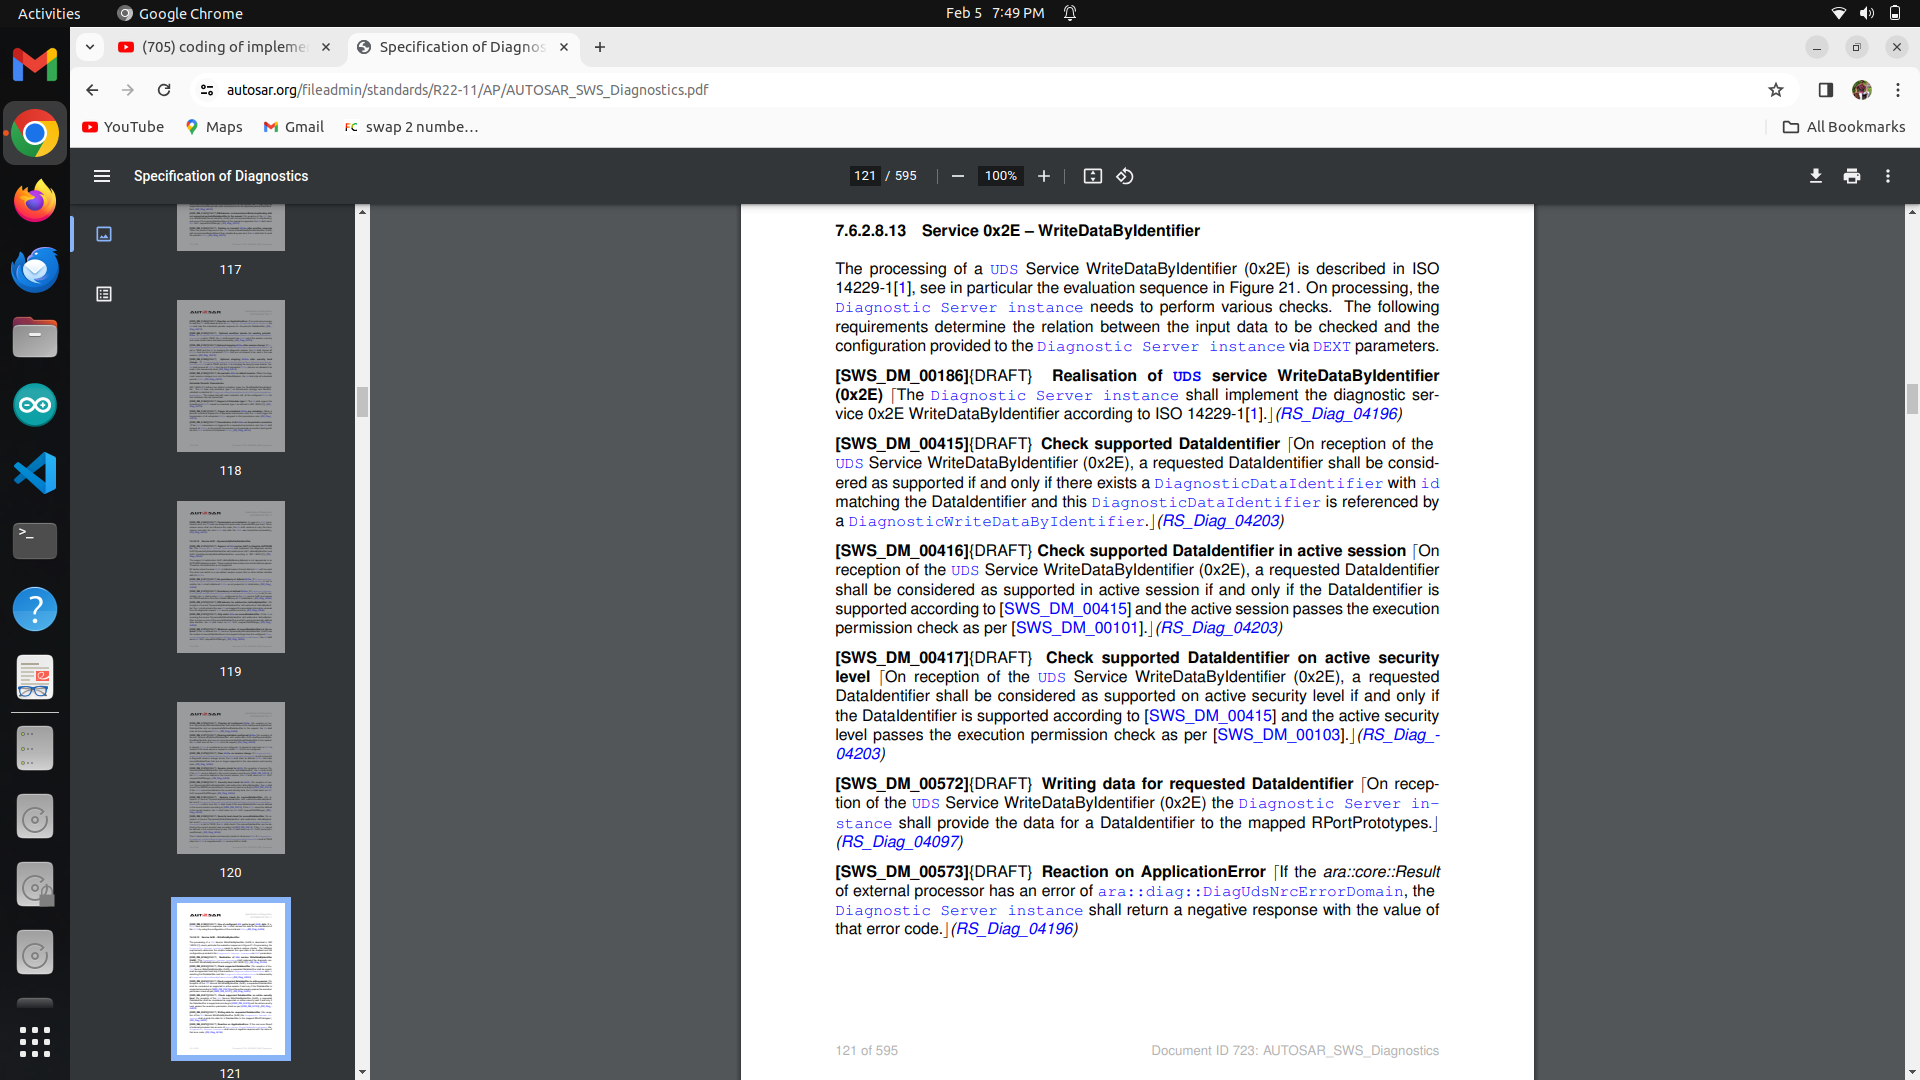 Activities
Google Chrome
Feb 5 7:49 PM
(705) coding of impleme
Specification of Diagnos
autosar.org/fileadmin/standards/R22-11/AP/AUTOSAR_SWS_Diagnostics.pdf
YouTube
Maps
Gmail
FC swap 2 numbe…
All Bookmarks
Specification of Diagnostics
121 / 595
100%
117
118
119
120
121
7.6.2.8.13 Service 0x2E – WriteDataByIdentifier
The processing of a UDS Service WriteDataByIdentifier (0x2E) is described in ISO
14229-1[1], see in particular the evaluation sequence in Figure 21. On processing, the
Diagnostic Server instance needs to perform various checks. The following
requirements determine the relation between the input data to be checked and the
configuration provided to the Diagnostic Server instance via DEXT parameters.
[SWS_DM_00186]{DRAFT} Realisation of UDS service WriteDataByIdentifier
(0x2E) ⌈The Diagnostic Server instance shall implement the diagnostic ser-
vice 0x2E WriteDataByIdentifier according to ISO 14229-1[1].⌋(RS_Diag_04196)
[SWS_DM_00415]{DRAFT} Check supported DataIdentifier ⌈On reception of the
UDS Service WriteDataByIdentifier (0x2E), a requested DataIdentifier shall be consid-
ered as supported if and only if there exists a DiagnosticDataIdentifier with id
matching the DataIdentifier and this DiagnosticDataIdentifier is referenced by
a DiagnosticWriteDataByIdentifier.⌋(RS_Diag_04203)
[SWS_DM_00416]{DRAFT} Check supported DataIdentifier in active session ⌈On
reception of the UDS Service WriteDataByIdentifier (0x2E), a requested DataIdentifier
shall be considered as supported in active session if and only if the DataIdentifier is
supported according to [SWS_DM_00415] and the active session passes the execution
permission check as per [SWS_DM_00101].⌋(RS_Diag_04203)
[SWS_DM_00417]{DRAFT} Check supported DataIdentifier on active security
level ⌈On reception of the UDS Service WriteDataByIdentifier (0x2E), a requested
DataIdentifier shall be considered as supported on active security level if and only if
the DataIdentifier is supported according to [SWS_DM_00415] and the active security
level passes the execution permission check as per [SWS_DM_00103].⌋(RS_Diag_-
04203)
[SWS_DM_00572]{DRAFT} Writing data for requested DataIdentifier ⌈On recep-
tion of the UDS Service WriteDataByIdentifier (0x2E) the Diagnostic Server in-
stance shall provide the data for a DataIdentifier to the mapped RPortPrototypes.⌋
(RS_Diag_04097)
[SWS_DM_00573]{DRAFT} Reaction on ApplicationError ⌈If the ara::core::Result
of external processor has an error of ara::diag::DiagUdsNrcErrorDomain, the
Diagnostic Server instance shall return a negative response with the value of
that error code.⌋(RS_Diag_04196)
121 of 595
Document ID 723: AUTOSAR_SWS_Diagnostics